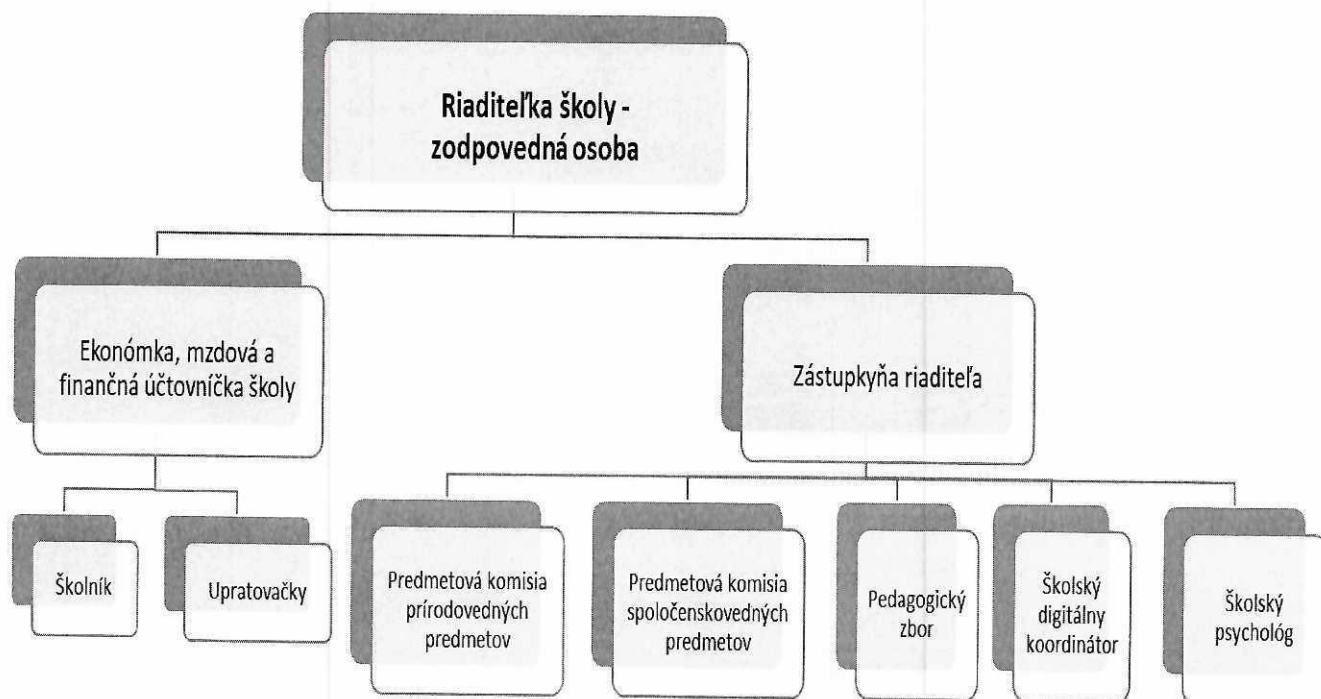 Riaditeľka školy -
zodpovedná osoba
Ekonómka, mzdová a
finančná účtovníčka školy
Zástupkyňa riaditeľa
Školník
Upratovačky
Predmetová komisia
prírodovedných
predmetov
Predmetová komisia
spoločenskovedných
predmetov
Pedagogický
zbor
Školský
digitálny
koordinátor
Školský
psychológ